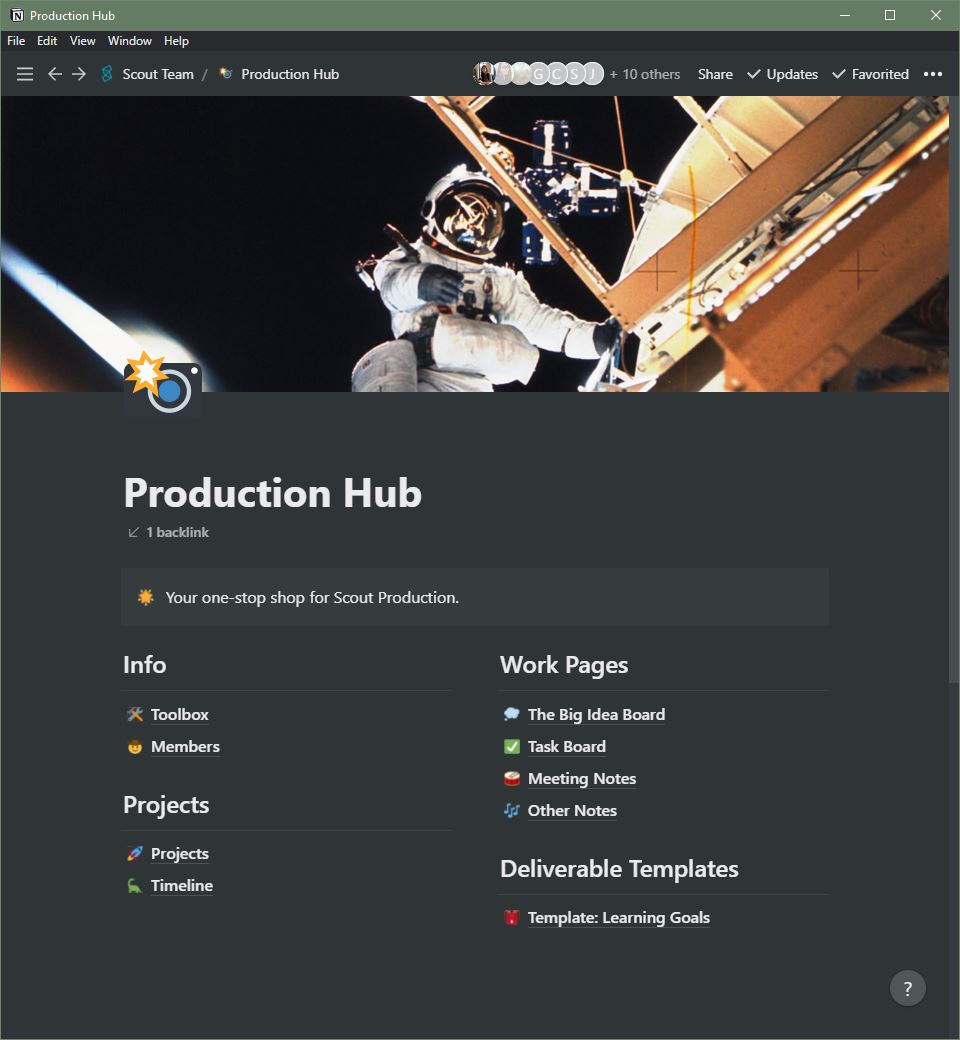 Production Hub
File Edit View Window Help
Scout Team / Production Hub G C S J + 10 others Share Updates Favorited •••
Production Hub
1 backlink
Your one-stop shop for Scout Production.
Info
Toolbox
Members
Projects
Projects
Timeline
Work Pages
The Big Idea Board
Task Board
Meeting Notes
Other Notes
Deliverable Templates
Template: Learning Goals
?